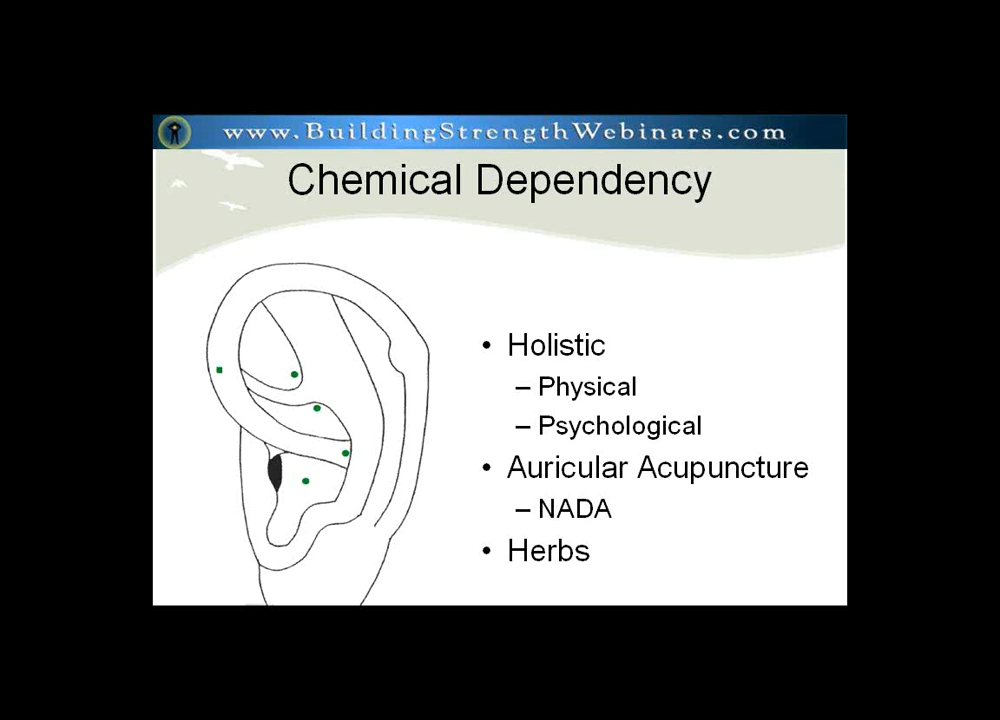 www.BuildingStrengthWebinars.com
Chemical Dependency
• Holistic
– Physical
– Psychological
• Auricular Acupuncture
– NADA
• Herbs